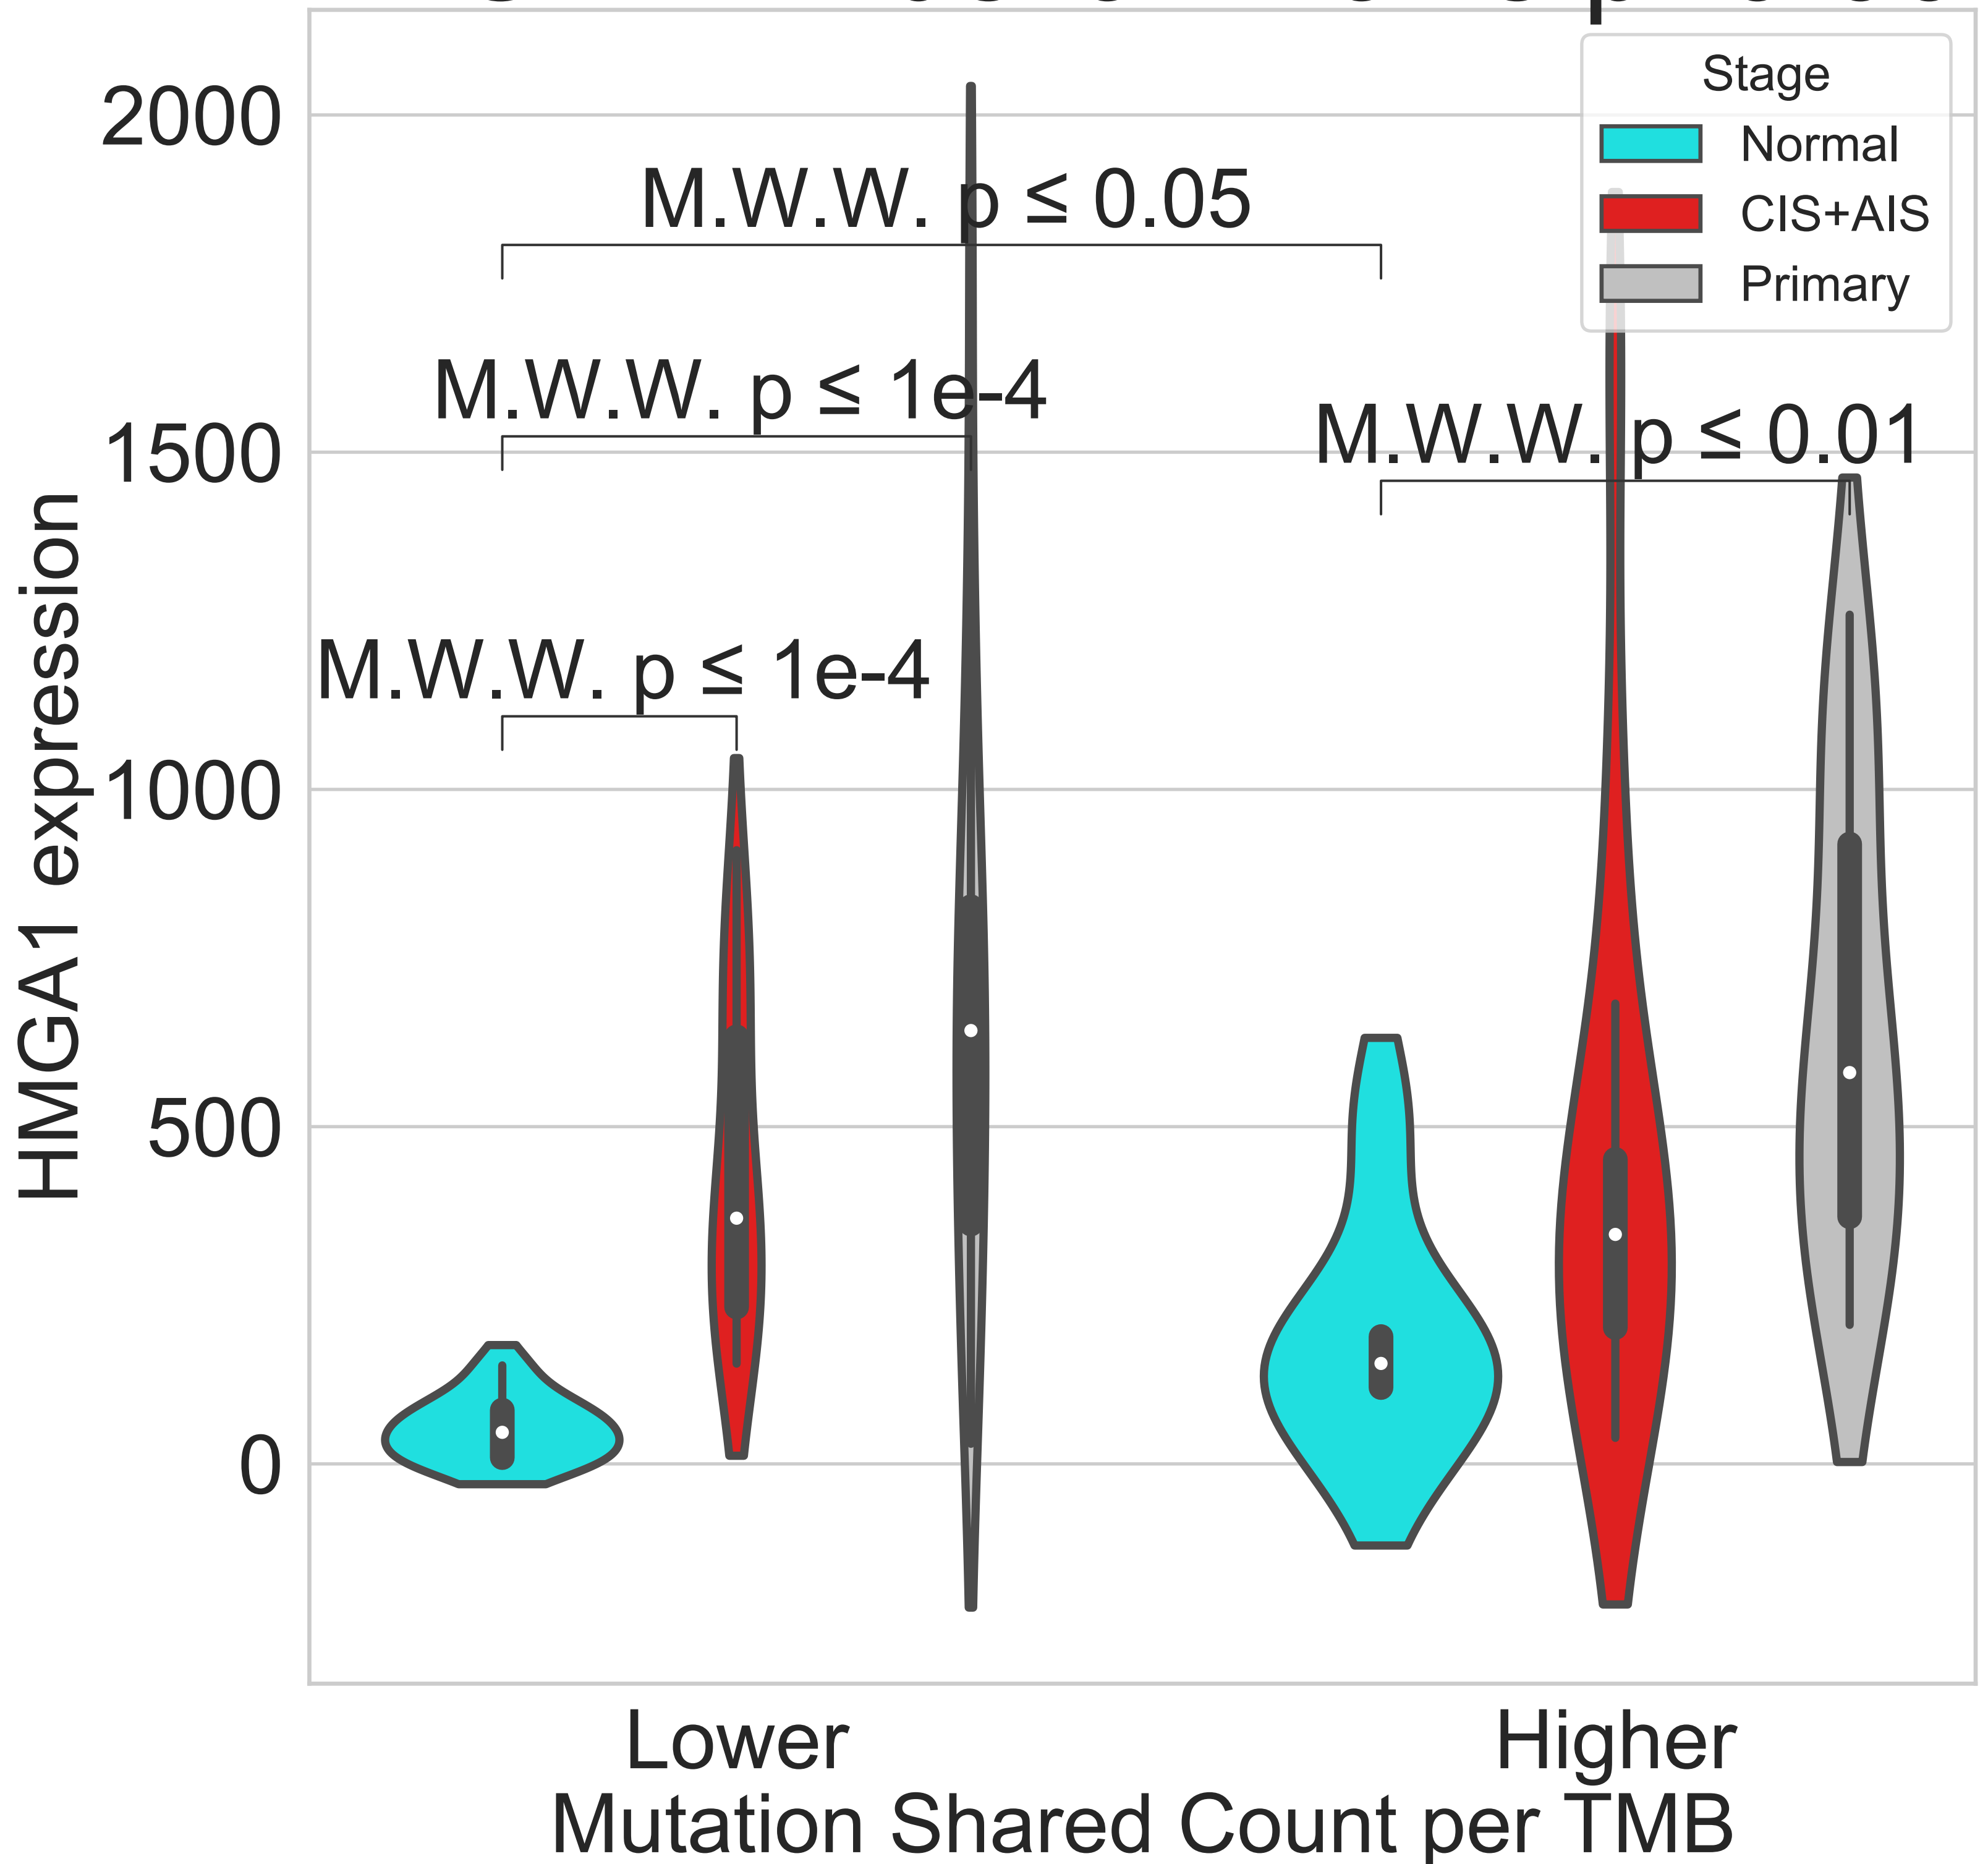 Stage
Normal
CIS+AIS
Primary
2000
1500
1000
500
0
HMGA1 expression
M.W.W. p ≤ 0.05
M.W.W. p ≤ 1e-4
M.W.W. p ≤ 0.01
M.W.W. p ≤ 1e-4
Lower
Higher
Mutation Shared Count per TMB